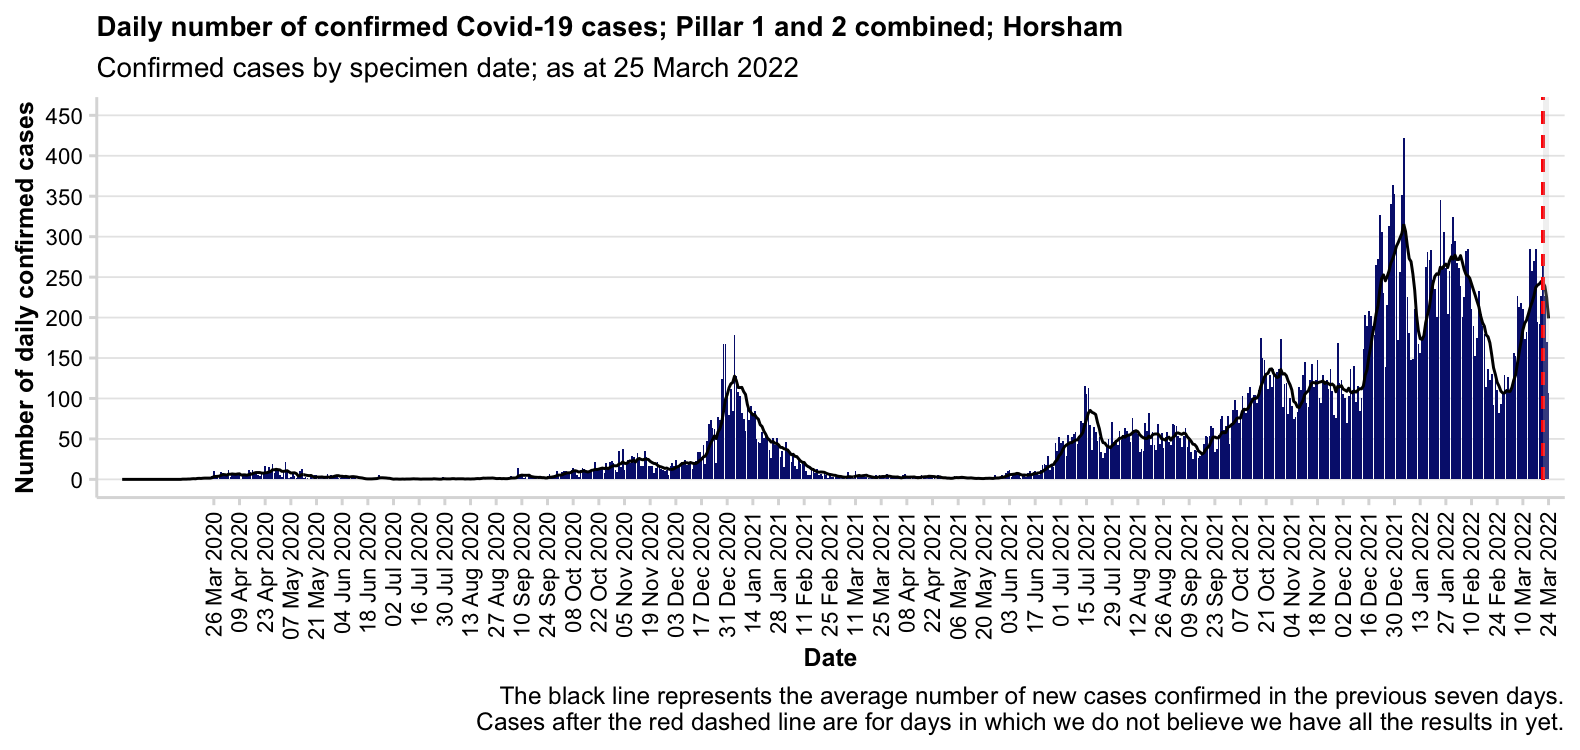 Daily number of confirmed Covid-19 cases; Pillar 1 and 2 combined; Horsham
Confirmed cases by specimen date; as at 25 March 2022
Number of daily confirmed cases
450
400
350
300
250
200
150
100
50
0
26 Mar 2020
09 Apr 2020
23 Apr 2020
07 May 2020
21 May 2020
04 Jun 2020
18 Jun 2020
02 Jul 2020
16 Jul 2020
30 Jul 2020
13 Aug 2020
27 Aug 2020
10 Sep 2020
24 Sep 2020
08 Oct 2020
22 Oct 2020
05 Nov 2020
19 Nov 2020
03 Dec 2020
17 Dec 2020
31 Dec 2020
14 Jan 2021
28 Jan 2021
11 Feb 2021
25 Feb 2021
11 Mar 2021
25 Mar 2021
08 Apr 2021
22 Apr 2021
06 May 2021
20 May 2021
03 Jun 2021
17 Jun 2021
01 Jul 2021
15 Jul 2021
29 Jul 2021
12 Aug 2021
26 Aug 2021
09 Sep 2021
23 Sep 2021
07 Oct 2021
21 Oct 2021
04 Nov 2021
18 Nov 2021
02 Dec 2021
16 Dec 2021
30 Dec 2021
13 Jan 2022
27 Jan 2022
10 Feb 2022
24 Feb 2022
10 Mar 2022
24 Mar 2022
Date
The black line represents the average number of new cases confirmed in the previous seven days.
Cases after the red dashed line are for days in which we do not believe we have all the results in yet.